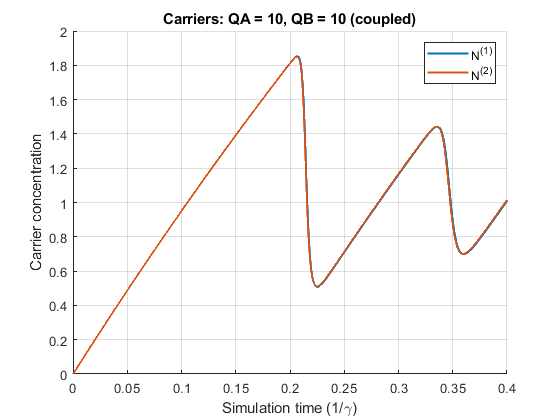 Carriers: QA = 10, QB = 10 (coupled)
2
1.8
1.6
1.4
1.2
1
0.8
0.6
0.4
0.2
0
Carrier concentration
N^(1)
N^(2)
0 0.05 0.1 0.15 0.2 0.25 0.3 0.35 0.4
Simulation time (1/γ)